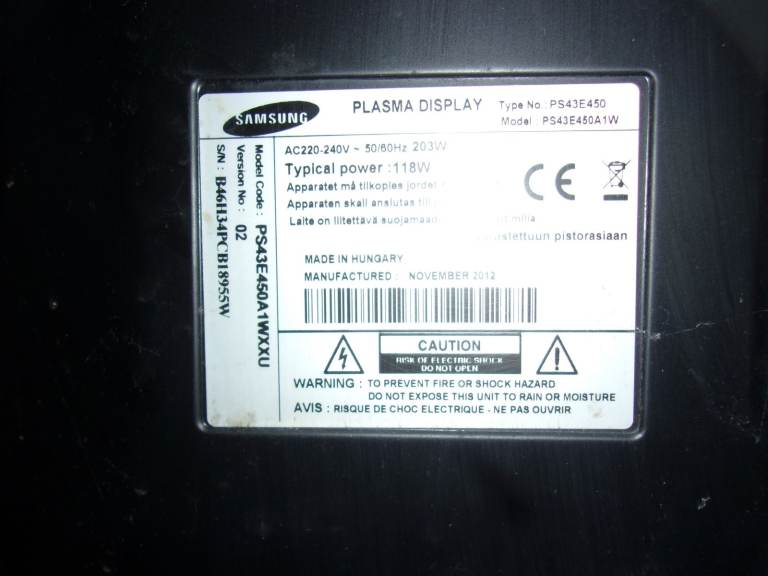 SAMSUNG
PLASMA DISPLAY
Type No.: PS43E450
Model : PS43E450A1W
AC220-240V ~ 50/60Hz 203W
Typical power :118W
Apparatet må tilkoples jordet
Apparaten skall anslutas till
Laite on liitettävä
pistorasiaan
MADE IN HUNGARY
MANUFACTURED : NOVEMBER 2012
CAUTION
RISK OF ELECTRIC SHOCK
DO NOT OPEN
WARNING : TO PREVENT FIRE OR SHOCK HAZARD
DO NOT EXPOSE THIS UNIT TO RAIN OR MOISTURE
AVIS : RISQUE DE CHOC ELECTRIQUE - NE PAS OUVRIR
Model Code : PS43E450A1WXXU
Version No : 02
S/N : B46H34PCB18955W